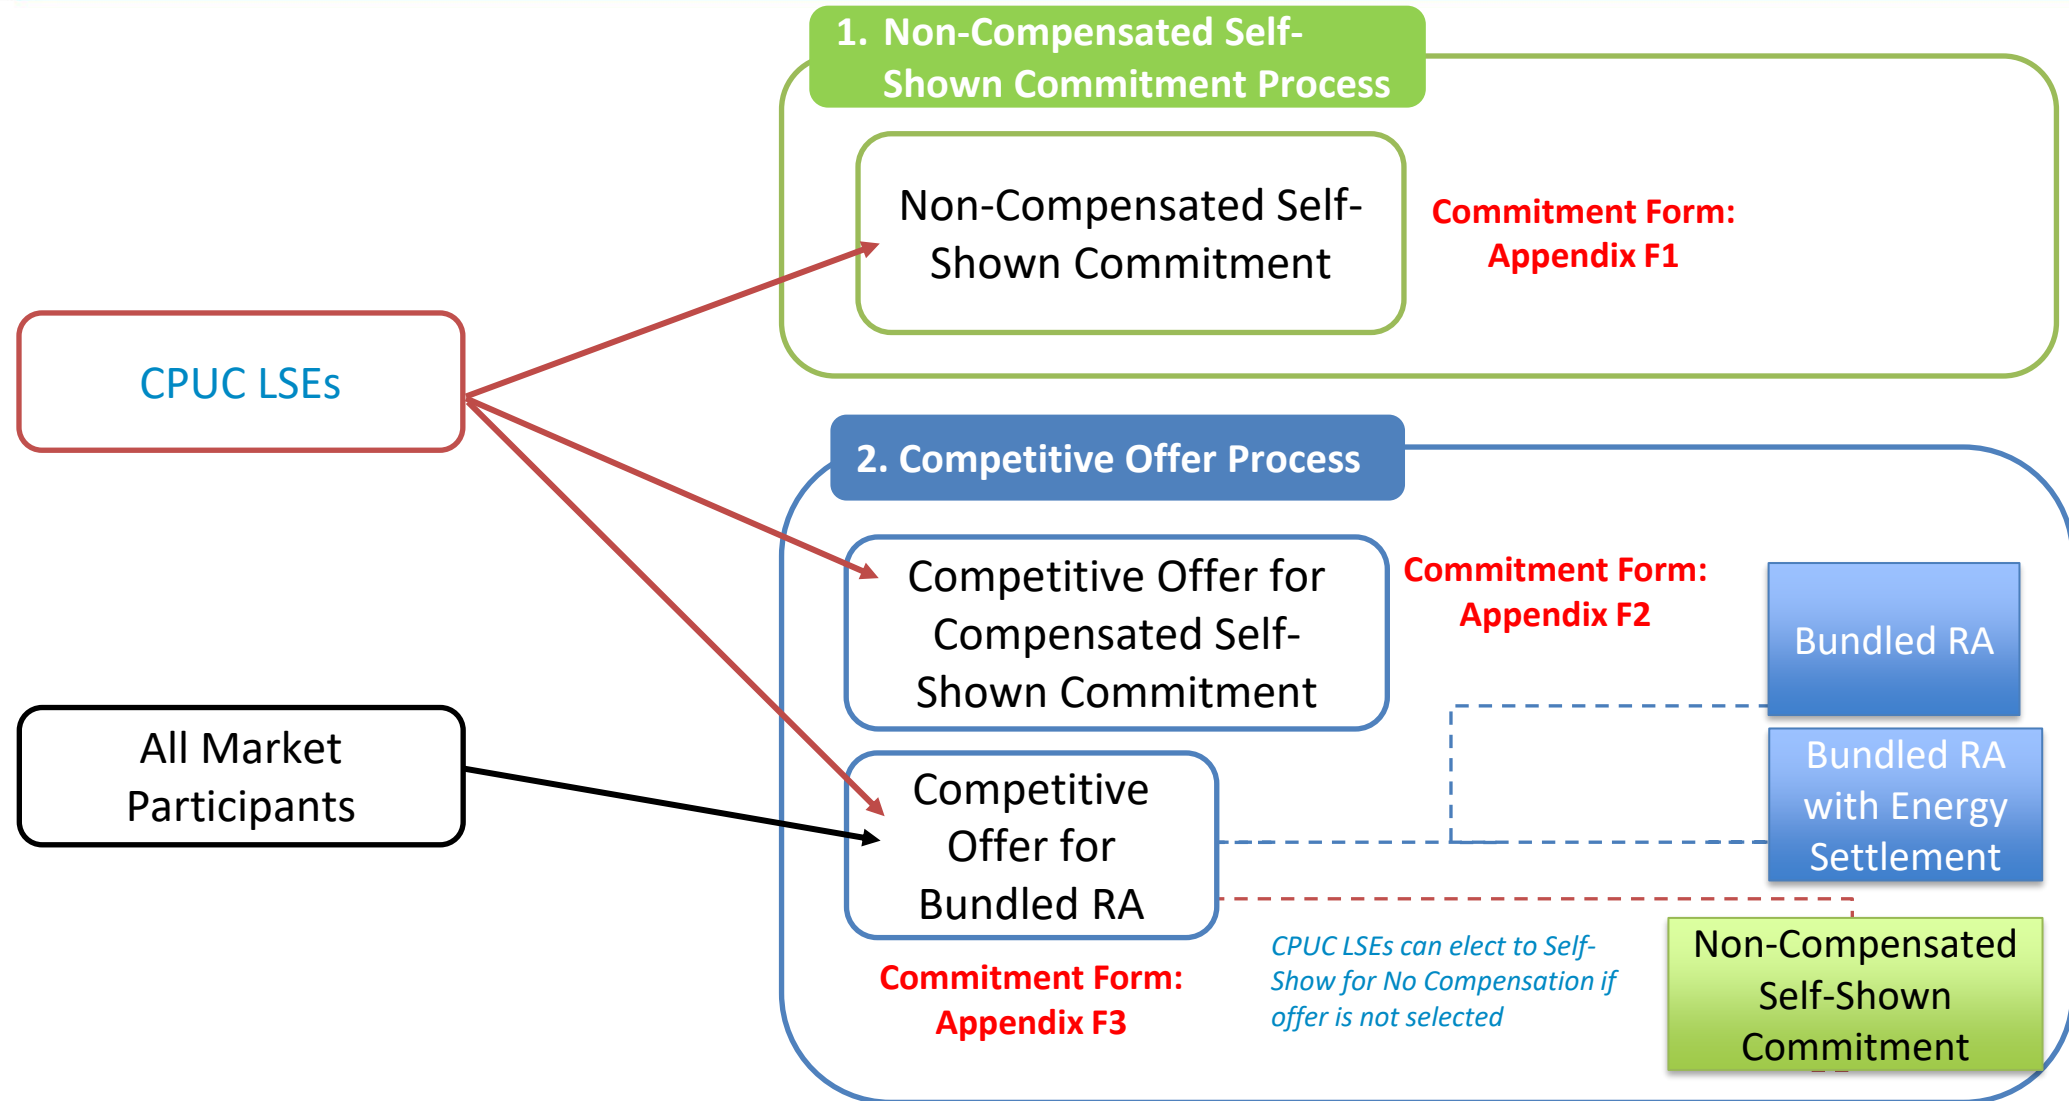 1. Non-Compensated Self-
Shown Commitment Process
Non-Compensated Self-
Shown Commitment
Commitment Form:
Appendix F1
CPUC LSEs
2. Competitive Offer Process
Competitive Offer for
Compensated Self-
Shown Commitment
Commitment Form:
Appendix F2
Bundled RA
All Market
Participants
Competitive
Offer for
Bundled RA
Bundled RA
with Energy
Settlement
Commitment Form:
Appendix F3
CPUC LSEs can elect to Self-
Show for No Compensation if
offer is not selected
Non-Compensated
Self-Shown
Commitment